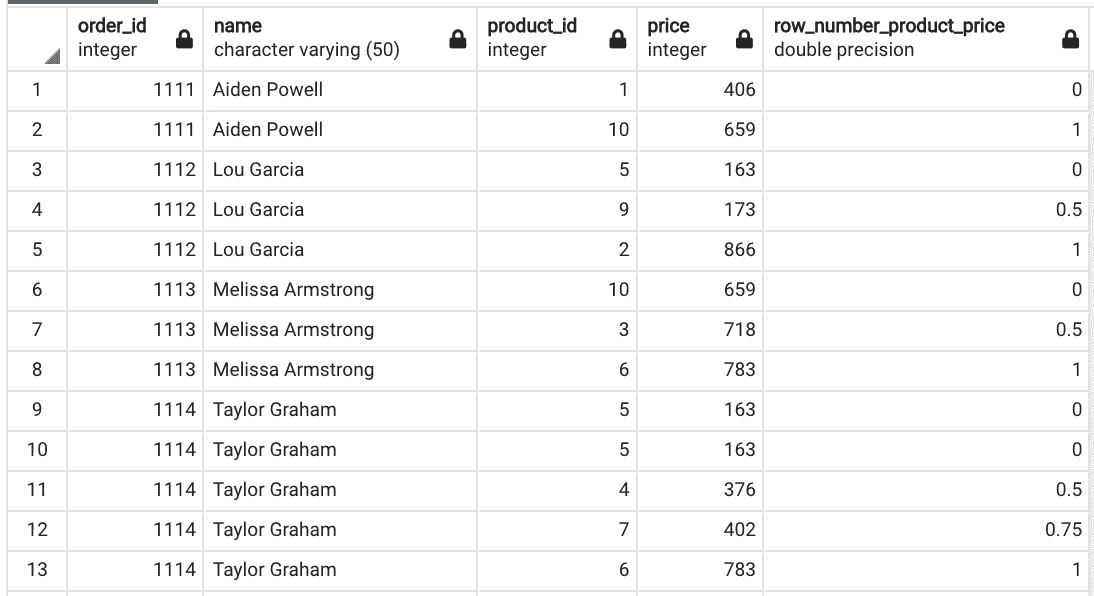 order_id name product_id price row_number_product_price
integer character varying (50) integer integer double precision
1 1111 Aiden Powell 1 406 0
2 1111 Aiden Powell 10 659 1
3 1112 Lou Garcia 5 163 0
4 1112 Lou Garcia 9 173 0.5
5 1112 Lou Garcia 2 866 1
6 1113 Melissa Armstrong 10 659 0
7 1113 Melissa Armstrong 3 718 0.5
8 1113 Melissa Armstrong 6 783 1
9 1114 Taylor Graham 5 163 0
10 1114 Taylor Graham 5 163 0
11 1114 Taylor Graham 4 376 0.5
12 1114 Taylor Graham 7 402 0.75
13 1114 Taylor Graham 6 783 1